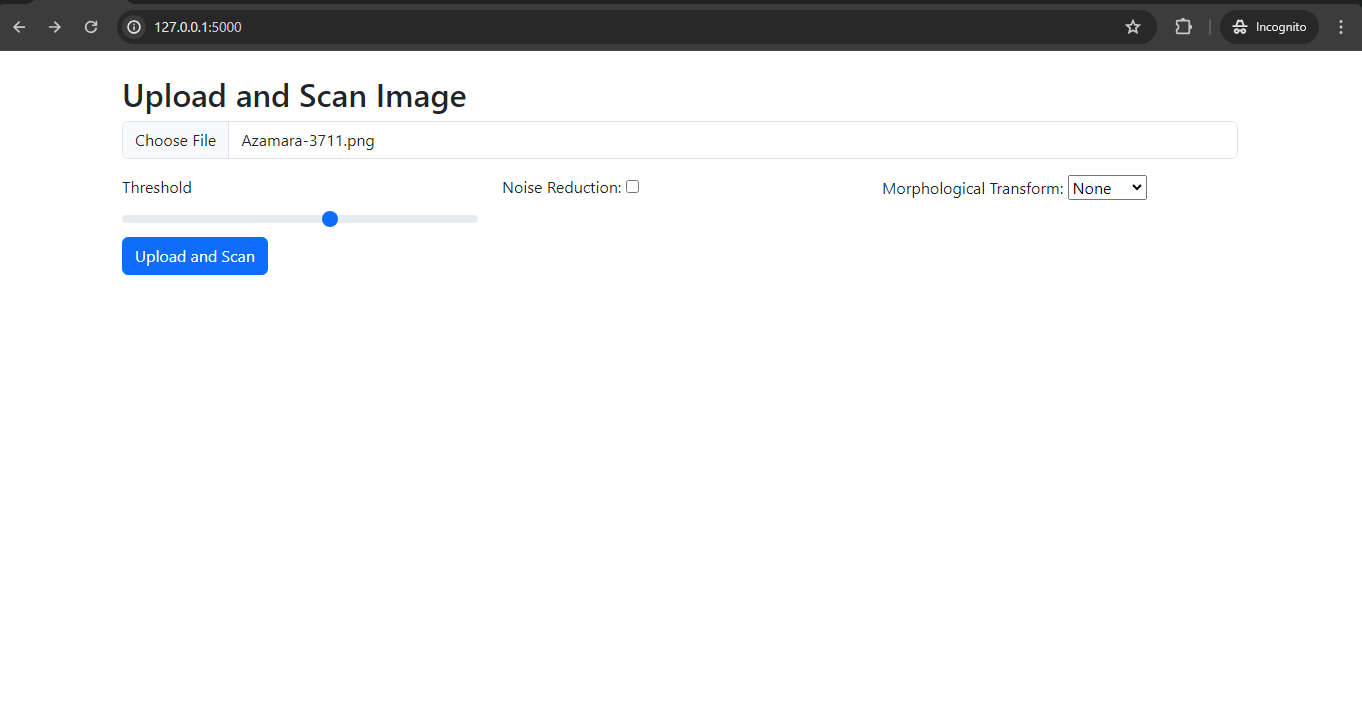 127.0.0.1:5000 Incognito
Upload and Scan Image
Choose File Azamara-3711.png
Threshold Noise Reduction: Morphological Transform: None
Upload and Scan